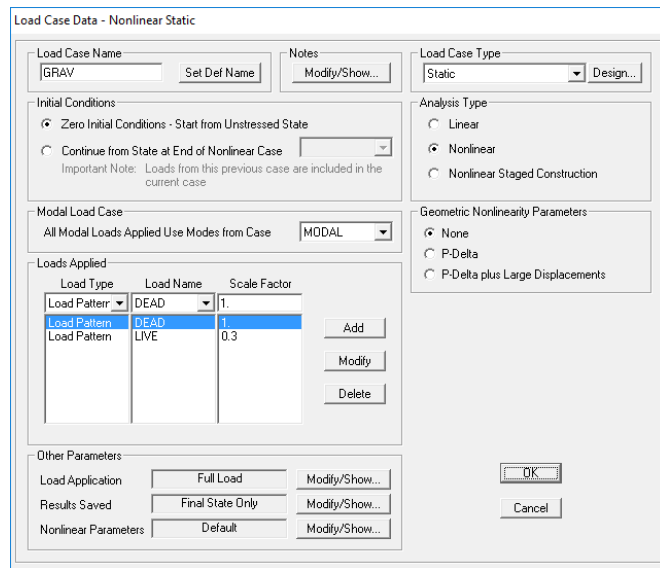 Load Case Data - Nonlinear Static
Load Case Name
GRAV
Set Def Name
Notes
Modify/Show...
Load Case Type
Static
Design...
Initial Conditions
Zero Initial Conditions - Start from Unstressed State
Continue from State at End of Nonlinear Case
Important Note: Loads from this previous case are included in the
current case
Analysis Type
Linear
Nonlinear
Nonlinear Staged Construction
Modal Load Case
All Modal Loads Applied Use Modes from Case
MODAL
Geometric Nonlinearity Parameters
None
P-Delta
P-Delta plus Large Displacements
Loads Applied
Load Type Load Name Scale Factor
Load Pattern DEAD 1.
Load Pattern DEAD 1.
Load Pattern LIVE 0.3
Add
Modify
Delete
Other Parameters
Load Application Full Load Modify/Show...
Results Saved Final State Only Modify/Show...
Nonlinear Parameters Default Modify/Show...
OK
Cancel